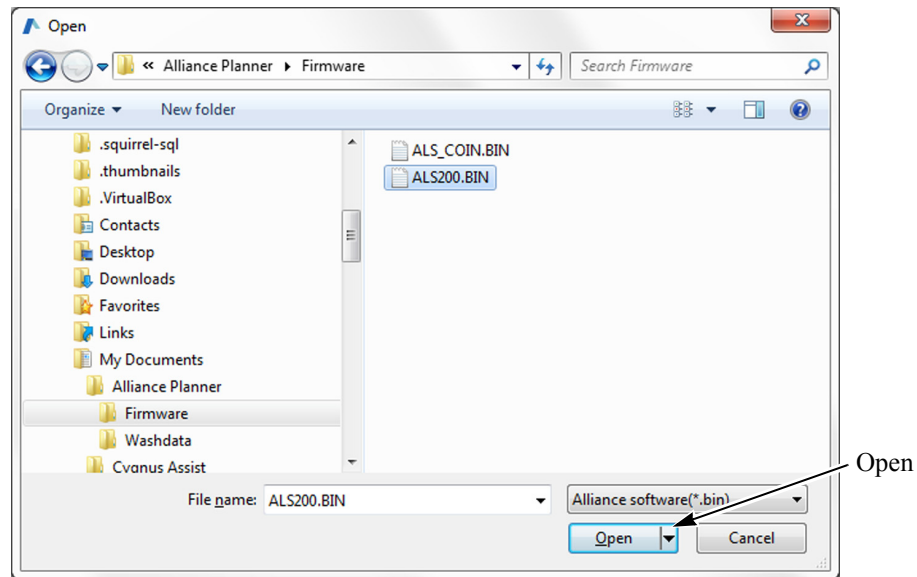 Open
« Alliance Planner ▸ Firmware
Search Firmware
Organize ▾ New folder
.squirrel-sql
.thumbnails
.VirtualBox
Contacts
Desktop
Downloads
Favorites
Links
My Documents
Alliance Planner
Firmware
Washdata
Cygnus Assist
ALS_COIN.BIN
ALS200.BIN
File name: ALS200.BIN
Alliance software(*.bin)
Open
Cancel
Open